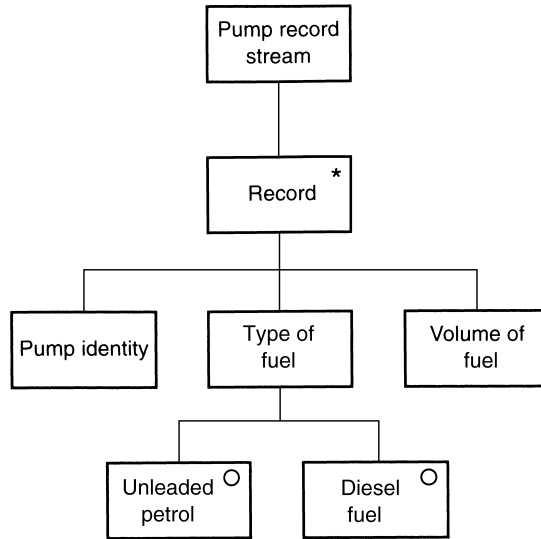 Pump record
stream
Record
*
Pump identity
Type of
fuel
Volume of
fuel
Unleaded
petrol
Diesel
fuel